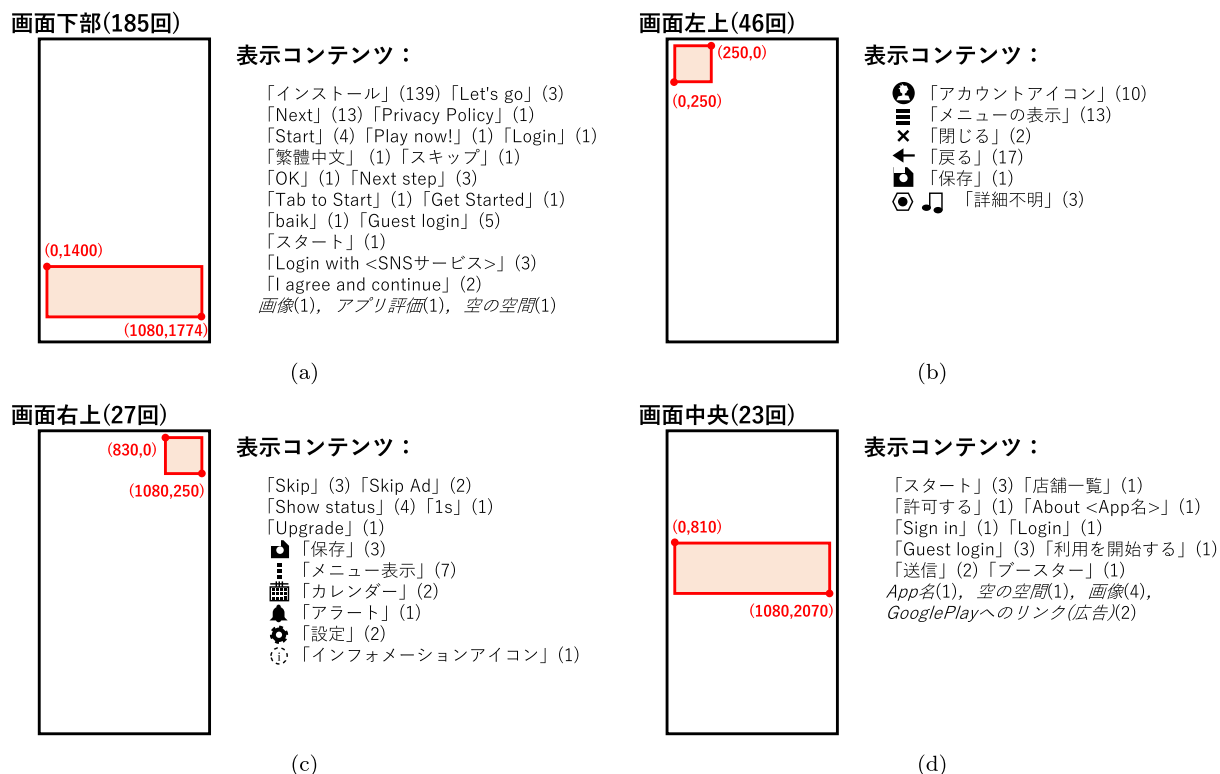 画面下部(185回)
表示コンテンツ：
「インストール」(139)「Let's go」(3)
「Next」(13)「Privacy Policy」(1)
「Start」(4)「Play now!」(1)「Login」(1)
「繁體中文」(1)「スキップ」(1)
「OK」(1)「Next step」(3)
「Tab to Start」(1)「Get Started」(1)
「baik」(1)「Guest login」(5)
「スタート」(1)
「Login with <SNSサービス>」(3)
「I agree and continue」(2)
画像(1)，アプリ評価(1)，空の空間(1)
(0,1400)
(1080,1774)
(a)
画面左上(46回)
(250,0)
(0,250)
表示コンテンツ：
「アカウントアイコン」(10)
「メニューの表示」(13)
「閉じる」(2)
「戻る」(17)
「保存」(1)
「詳細不明」(3)
(b)
画面右上(27回)
(830,0)
(1080,250)
表示コンテンツ：
「Skip」(3)「Skip Ad」(2)
「Show status」(4)「1s」(1)
「Upgrade」(1)
「保存」(3)
「メニュー表示」(7)
「カレンダー」(2)
「アラート」(1)
「設定」(2)
「インフォメーションアイコン」(1)
(c)
画面中央(23回)
(0,810)
(1080,2070)
表示コンテンツ：
「スタート」(3)「店舗一覧」(1)
「許可する」(1)「About <App名>」(1)
「Sign in」(1)「Login」(1)
「Guest login」(3)「利用を開始する」(1)
「送信」(2)「ブースター」(1)
App名(1)，空の空間(1)，画像(4)，
GooglePlayへのリンク(広告)(2)
(d)